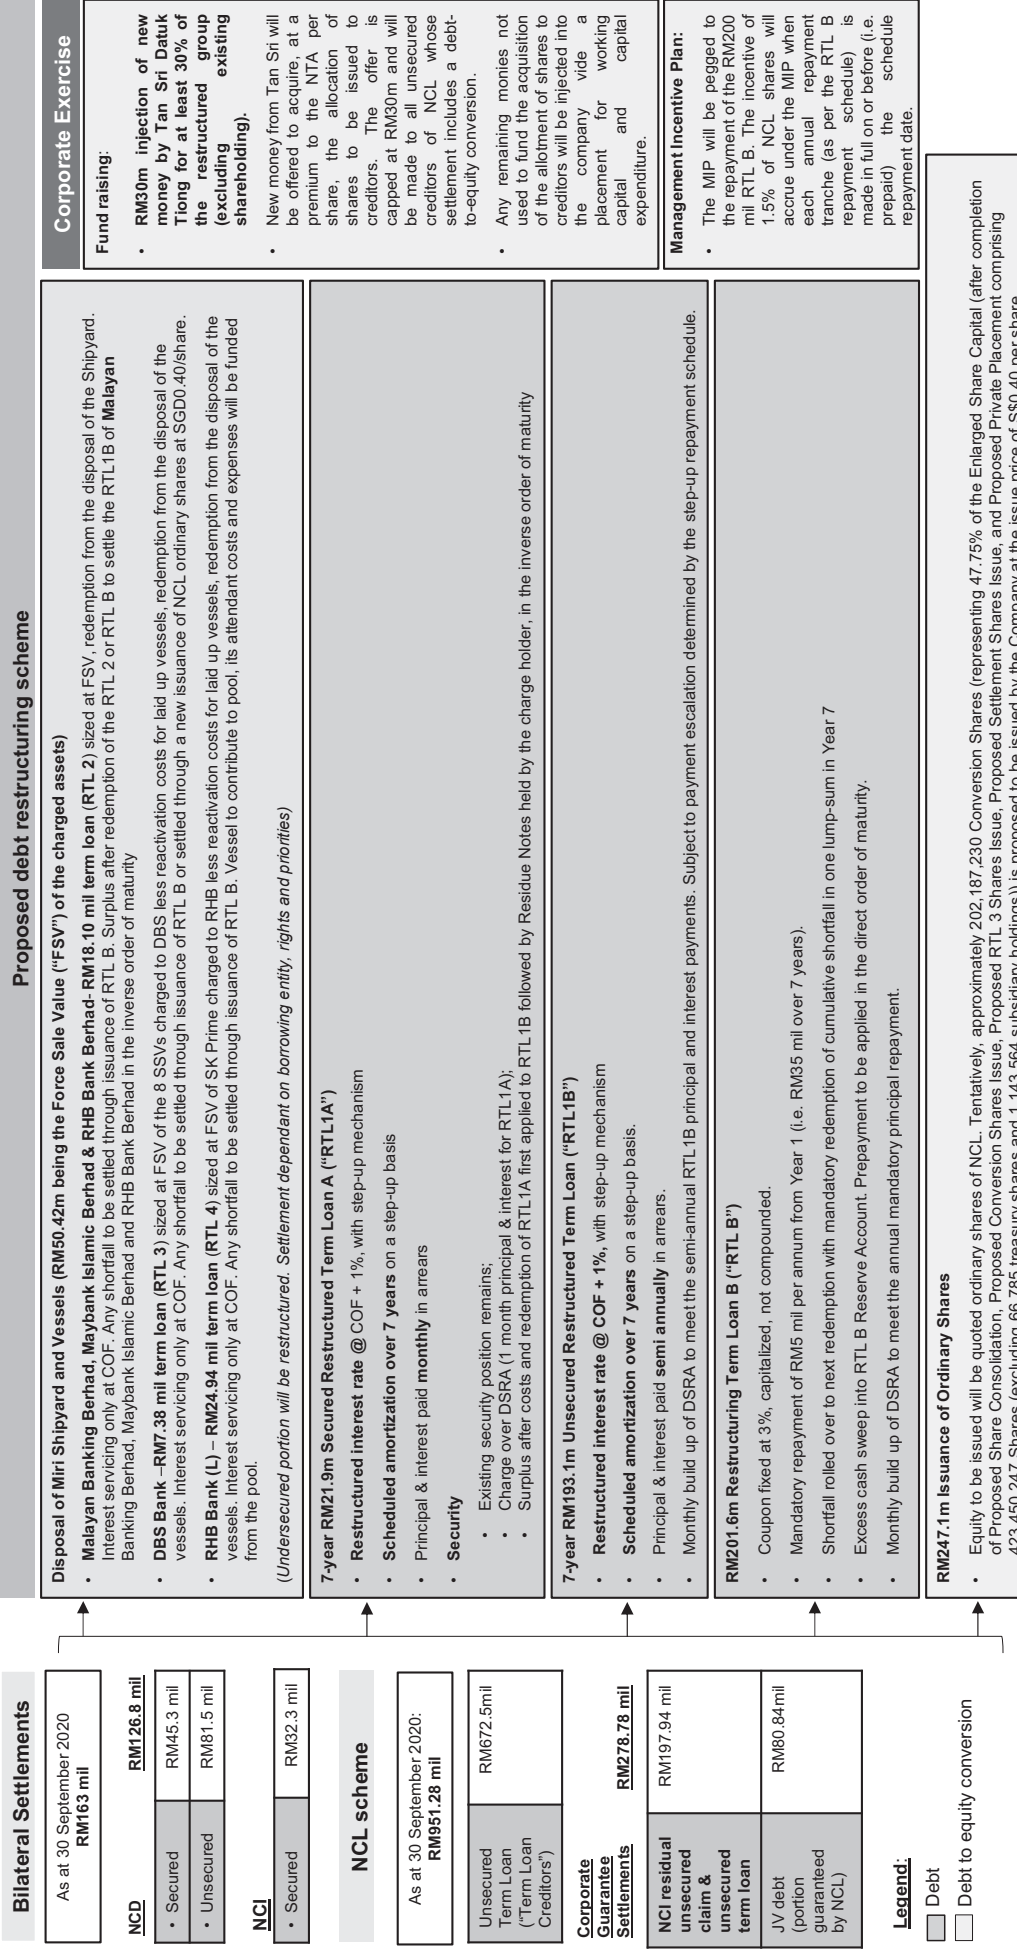 Proposed debt restructuring scheme
Bilateral Settlements
As at 30 September 2020
RM163 mil
NCD RM126.8 mil
• Secured RM45.3 mil
• Unsecured RM81.5 mil
NCI
• Secured RM32.3 mil
NCL scheme
As at 30 September 2020:
RM951.28 mil
Unsecured
Term Loan
(“Term Loan
Creditors”)
RM672.5mil
Corporate
Guarantee
Settlements
RM278.78 mil
NCI residual
unsecured
claim &
unsecured
term loan
RM197.94 mil
JV debt
(portion
guaranteed
by NCL)
RM80.84mil
Legend:
Debt
Debt to equity conversion
Disposal of Miri Shipyard and Vessels (RM50.42m being the Force Sale Value (“FSV”) of the charged assets)
• Malayan Banking Berhad, Maybank Islamic Berhad & RHB Bank Berhad- RM18.10 mil term loan (RTL 2) sized at FSV, redemption from the disposal of the Shipyard.
Interest servicing only at COF. Any shortfall to be settled through issuance of RTL B. Surplus after redemption of the RTL 2 or RTL B to settle the RTL1B of Malayan
Banking Berhad, Maybank Islamic Berhad and RHB Bank Berhad in the inverse order of maturity
• DBS Bank –RM7.38 mil term loan (RTL 3) sized at FSV of the 8 SSVs charged to DBS less reactivation costs for laid up vessels, redemption from the disposal of the
vessels. Interest servicing only at COF. Any shortfall to be settled through issuance of RTL B or settled through a new issuance of NCL ordinary shares at SGD0.40/share.
• RHB Bank (L) – RM24.94 mil term loan (RTL 4) sized at FSV of SK Prime charged to RHB less reactivation costs for laid up vessels, redemption from the disposal of the
vessels. Interest servicing only at COF. Any shortfall to be settled through issuance of RTL B. Vessel to contribute to pool, its attendant costs and expenses will be funded
from the pool.
(Undersecured portion will be restructured. Settlement dependant on borrowing entity, rights and priorities)
7-year RM21.9m Secured Restructured Term Loan A (“RTL1A”)
• Restructured interest rate @ COF + 1%, with step-up mechanism
• Scheduled amortization over 7 years on a step-up basis
• Principal & interest paid monthly in arrears
• Security
• Existing security position remains;
• Charge over DSRA (1 month principal & interest for RTL1A);
• Surplus after costs and redemption of RTL1A first applied to RTL1B followed by Residue Notes held by the charge holder, in the inverse order of maturity
7-year RM193.1m Unsecured Restructured Term Loan (“RTL1B”)
• Restructured interest rate @ COF + 1%, with step-up mechanism
• Scheduled amortization over 7 years on a step-up basis.
• Principal & interest paid semi annually in arrears.
• Monthly build up of DSRA to meet the semi-annual RTL1B principal and interest payments. Subject to payment escalation determined by the step-up repayment schedule.
RM201.6m Restructuring Term Loan B (“RTL B”)
• Coupon fixed at 3%, capitalized, not compounded.
• Mandatory repayment of RM5 mil per annum from Year 1 (i.e. RM35 mil over 7 years).
• Shortfall rolled over to next redemption with mandatory redemption of cumulative shortfall in one lump-sum in Year 7
• Excess cash sweep into RTL B Reserve Account. Prepayment to be applied in the direct order of maturity.
• Monthly build up of DSRA to meet the annual mandatory principal repayment.
RM247.1m Issuance of Ordinary Shares
• Equity to be issued will be quoted ordinary shares of NCL. Tentatively, approximately 202,187,230 Conversion Shares (representing 47.75% of the Enlarged Share Capital (after completion
of Proposed Share Consolidation, Proposed Conversion Shares Issue, Proposed RTL 3 Shares Issue, Proposed Settlement Shares Issue, and Proposed Private Placement comprising
423,450,247 Shares (excluding 66,785 treasury shares and 1,143,564 subsidiary holdings)) is proposed to be issued by the Company at the issue price of S$0.40 per share
Corporate Exercise
Fund raising:
• RM30m injection of new
money by Tan Sri Datuk
Tiong for at least 30% of
the restructured group
(excluding existing
shareholding).
• New money from Tan Sri will
be offered to acquire, at a
premium to the NTA per
share, the allocation of
shares to be issued to
creditors. The offer is
capped at RM30m and will
be made to all unsecured
creditors of NCL whose
settlement includes a debt-
to-equity conversion.
• Any remaining monies not
used to fund the acquisition
of the allotment of shares to
creditors will be injected into
the company vide a
placement for working
capital and capital
expenditure.
Management Incentive Plan:
• The MIP will be pegged to
the repayment of the RM200
mil RTL B. The incentive of
1.5% of NCL shares will
accrue under the MIP when
each annual repayment
tranche (as per the RTL B
repayment schedule) is
made in full on or before (i.e.
prepaid) the schedule
repayment date.